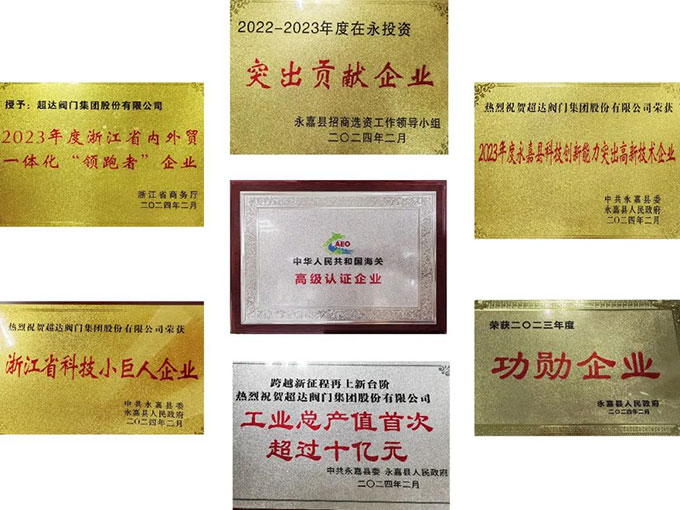 2022-2023年度在永投资
突出贡献企业
永嘉县招商选资工作领导小组
二〇二四年二月
授予：超达阀门集团股份有限公司
2023年度浙江省内外贸
一体化“领跑者”企业
浙江省商务厅
二〇二四年二月
热烈祝贺超达阀门集团股份有限公司荣获
2023年度永嘉县科技创新能力突出高新技术企业
中共永嘉县委
永嘉县人民政府
二〇二四年二月
AEO
中华人民共和国海关
高级认证企业
热烈祝贺超达阀门集团股份有限公司荣获
浙江省科技小巨人企业
中共永嘉县委
永嘉县人民政府
二〇二四年二月
跨越新征程再上新台阶
热烈祝贺超达阀门集团股份有限公司
工业总产值首次
超过十亿元
中共永嘉县委 永嘉县人民政府
二〇二四年二月
荣获二〇二三年度
功勋企业
永嘉县人民政府
二〇二四年二月